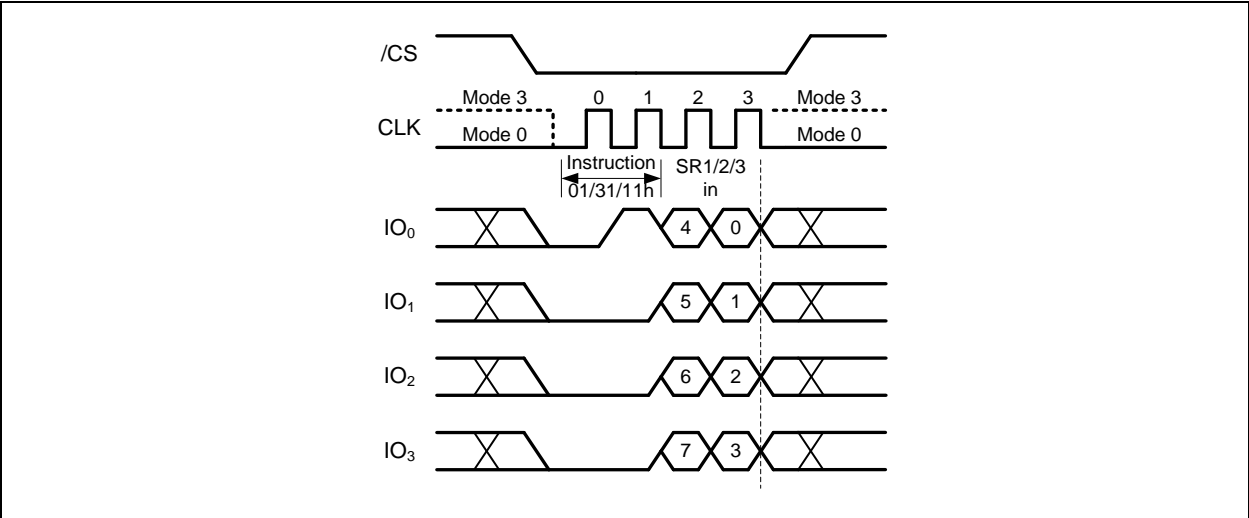 /CS
Mode 3 0 1 2 3 Mode 3
CLK
Mode 0 Mode 0
Instruction SR1/2/3
01/31/11h in
IO₀ 4 0
IO₁ 5 1
IO₂ 6 2
IO₃ 7 3